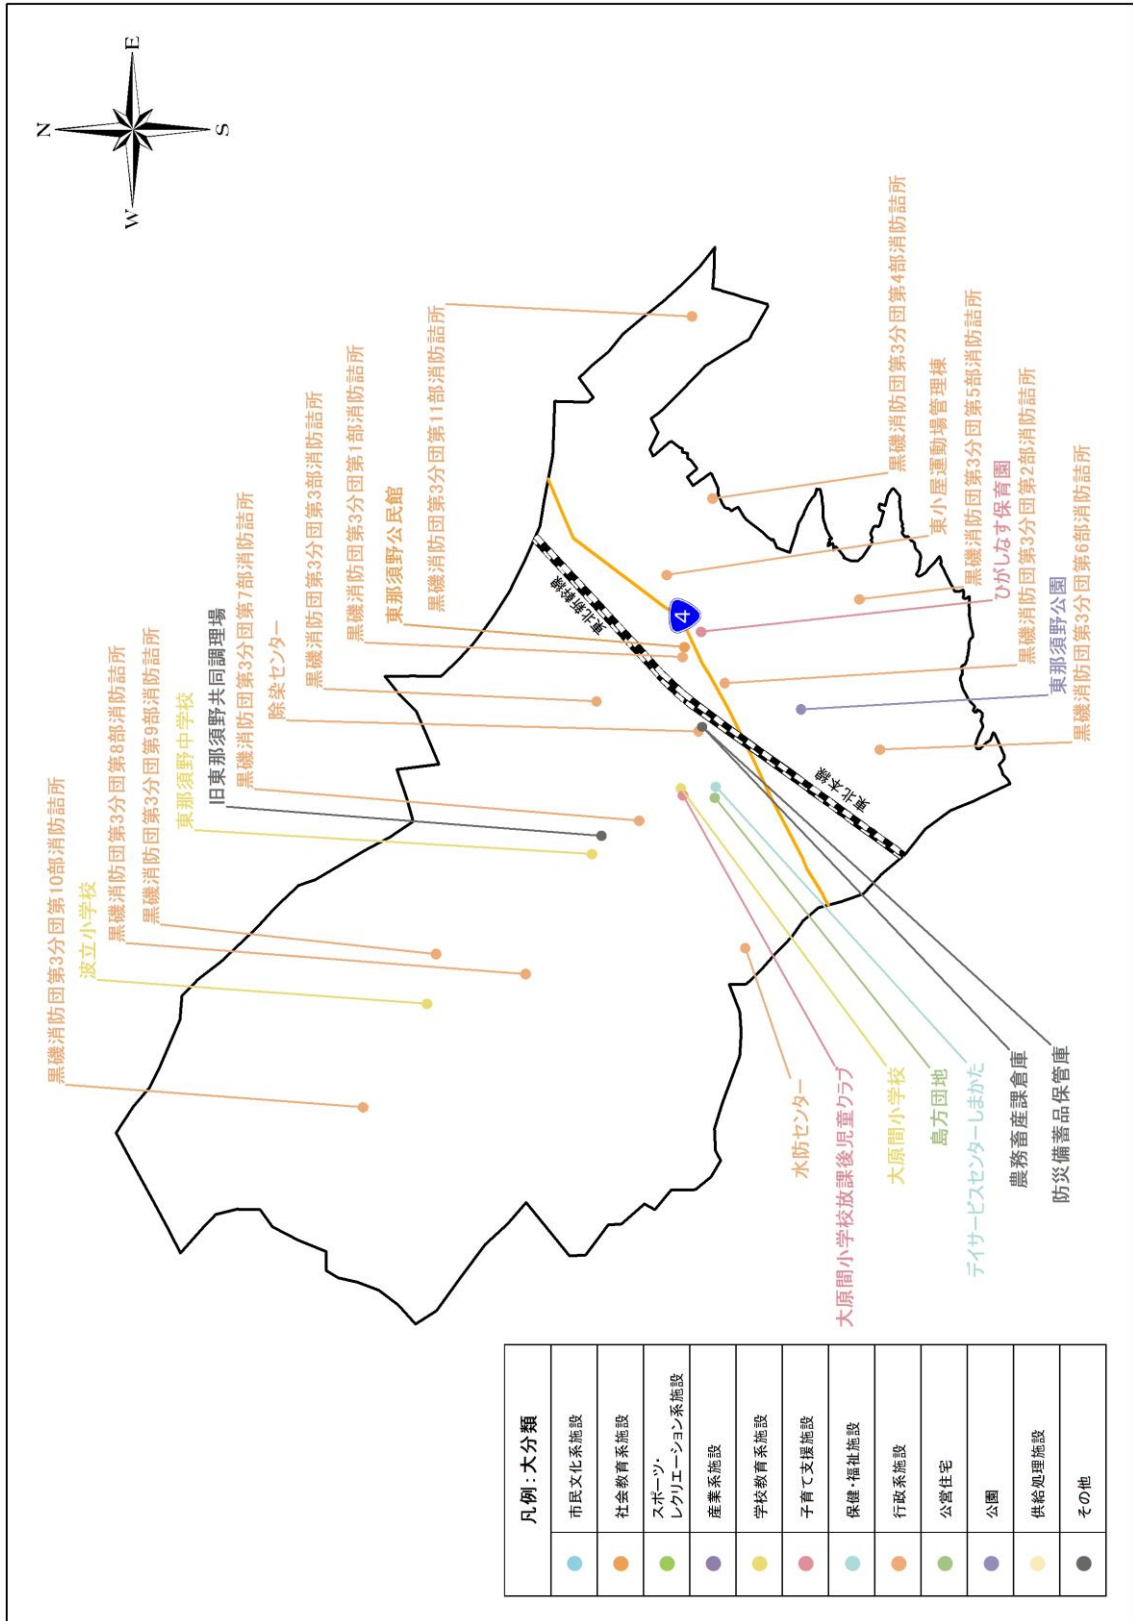 N
E
S
W
黒磯消防団第3分団第10部消防詰所
波立小学校
黒磯消防団第3分団第8部消防詰所
黒磯消防団第3分団第9部消防詰所
東那須野中学校
旧東那須野共同調理場
黒磯消防団第3分団第7部消防詰所
除染センター
黒磯消防団第3分団第3部消防詰所
黒磯消防団第3分団第1部消防詰所
東那須野公民館
黒磯消防団第3分団第11部消防詰所
東北新幹線
4
東北本線
黒磯消防団第3分団第4部消防詰所
東小屋運動場管理棟
黒磯消防団第3分団第5部消防詰所
ひがしなす保育園
黒磯消防団第3分団第2部消防詰所
東那須野公園
黒磯消防団第3分団第6部消防詰所
水防センター
大原間小学校放課後児童クラブ
大原間小学校
島方団地
デイサービスセンターしまかた
農務畜産課倉庫
防災備蓄品保管庫
凡例:大分類
市民文化系施設
社会教育系施設
スポーツ・
レクリエーション系施設
産業系施設
学校教育系施設
子育て支援施設
保健・福祉施設
行政系施設
公営住宅
公園
供給処理施設
その他